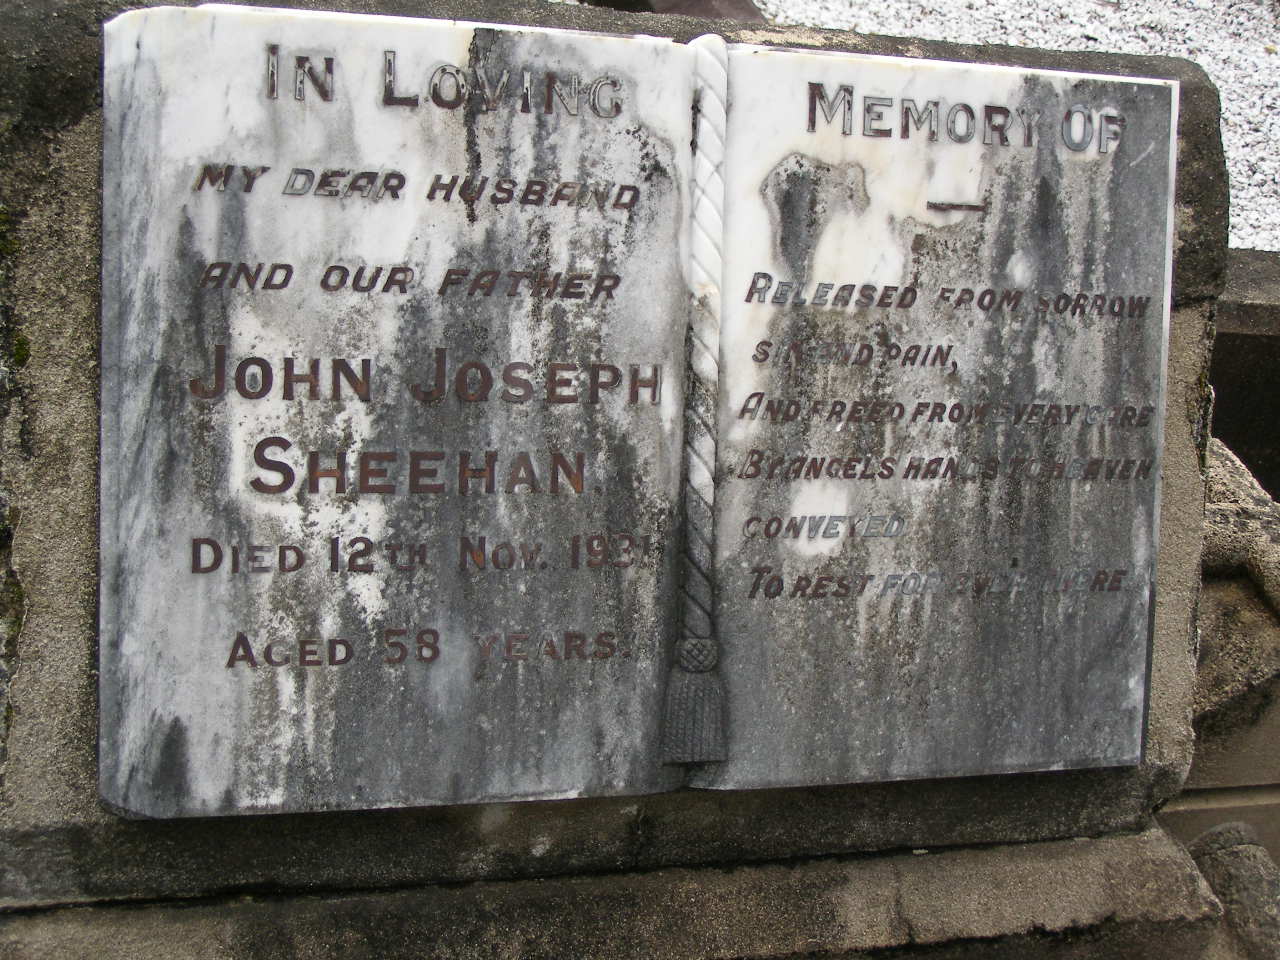 IN LOVING
MEMORY OF
MY DEAR HUSBAND
AND OUR FATHER
JOHN JOSEPH
SHEEHAN
DIED 12TH NOV. 1931
AGED 58 YEARS.
RELEASED FROM SORROW
SIN AND PAIN,
AND FREED FROM EVERY CARE
BY ANGELS HANDS TO HEAVEN
CONVEYED
TO REST FOR EVER MORE